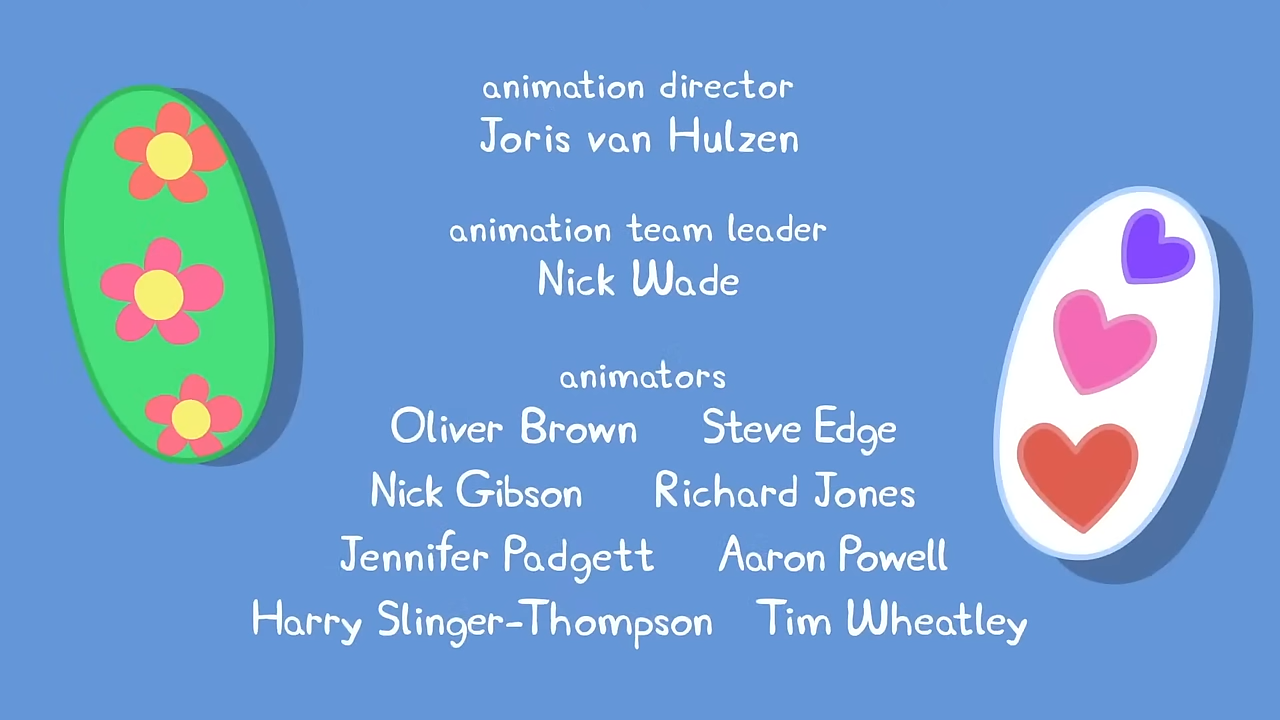 animation director
Joris van Hulzen
animation team leader
Nick Wade
animators
Oliver Brown Steve Edge
Nick Gibson Richard Jones
Jennifer Padgett Aaron Powell
Harry Slinger-Thompson Tim Wheatley